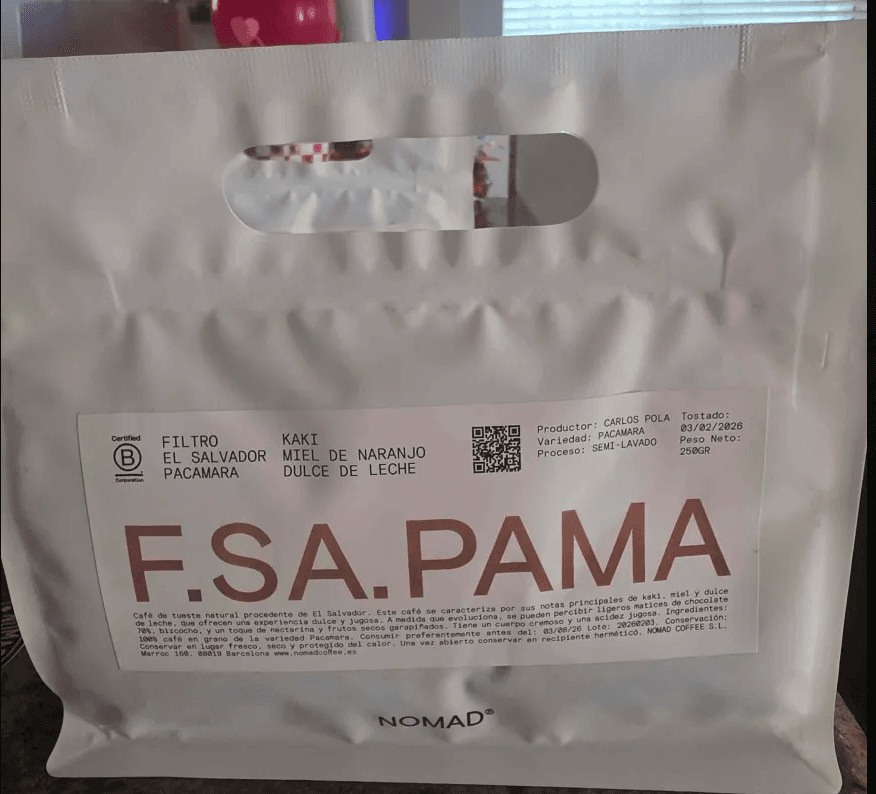 Certified
B
Corporation
FILTRO
EL SALVADOR
PACAMARA
KAKI
MIEL DE NARANJO
DULCE DE LECHE
Productor: CARLOS POLA
Variedad: PACAMARA
Proceso: SEMI-LAVADO
Tostado:
03/02/2026
Peso Neto:
250GR
F.SA.PAMA
Café de tueste natural procedente de El Salvador. Este café se caracteriza por sus notas principales de kaki, miel y dulce
de leche, que ofrecen una experiencia dulce y jugosa. A medida que evoluciona, se pueden percibir ligeros matices de chocolate
70%, bizcocho, y un toque de nectarina y frutos secos garapiñados. Tiene un cuerpo cremoso y una acidez jugosa. Ingredientes:
100% café en grano de la variedad Pacamara. Consumir preferentemente antes del: 03/08/26 Lote: 20260203. Conservación:
Conservar en lugar fresco, seco y protegido del calor. Una vez abierto conservar en recipiente hermético. NOMAD COFFEE S.L.
Marroc 160, 08019 Barcelona www.nomadcoffee.es
NOMAD®